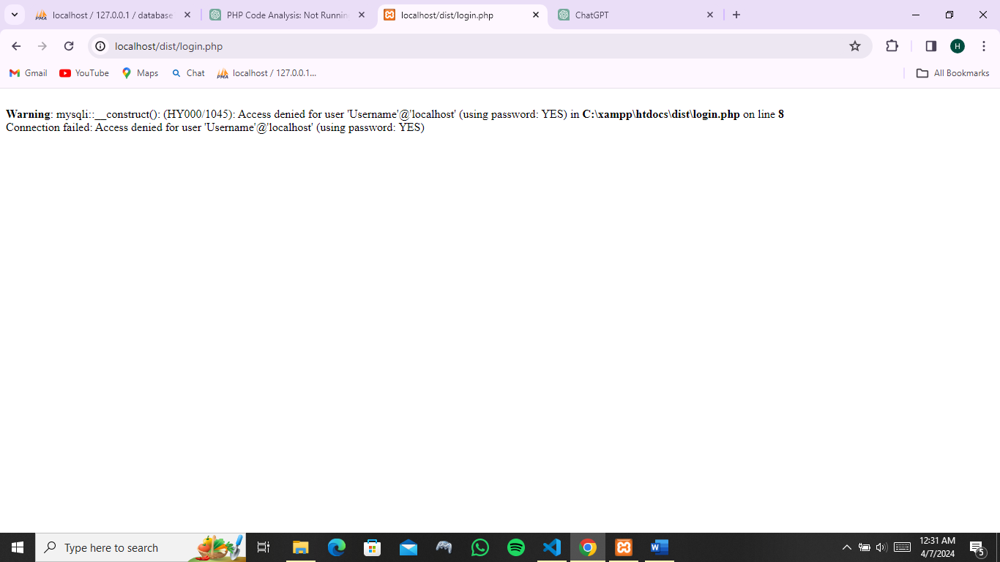 localhost / 127.0.0.1 / database
PHP Code Analysis: Not Runnin
localhost/dist/login.php
ChatGPT
localhost/dist/login.php
H
Gmail
YouTube
Maps
Chat
PMA localhost / 127.0.0.1...
All Bookmarks
Warning: mysqli::__construct(): (HY000/1045): Access denied for user 'Username'@'localhost' (using password: YES) in C:\xampp\htdocs\dist\login.php on line 8
Connection failed: Access denied for user 'Username'@'localhost' (using password: YES)
Type here to search
12:31 AM
4/7/2024
5